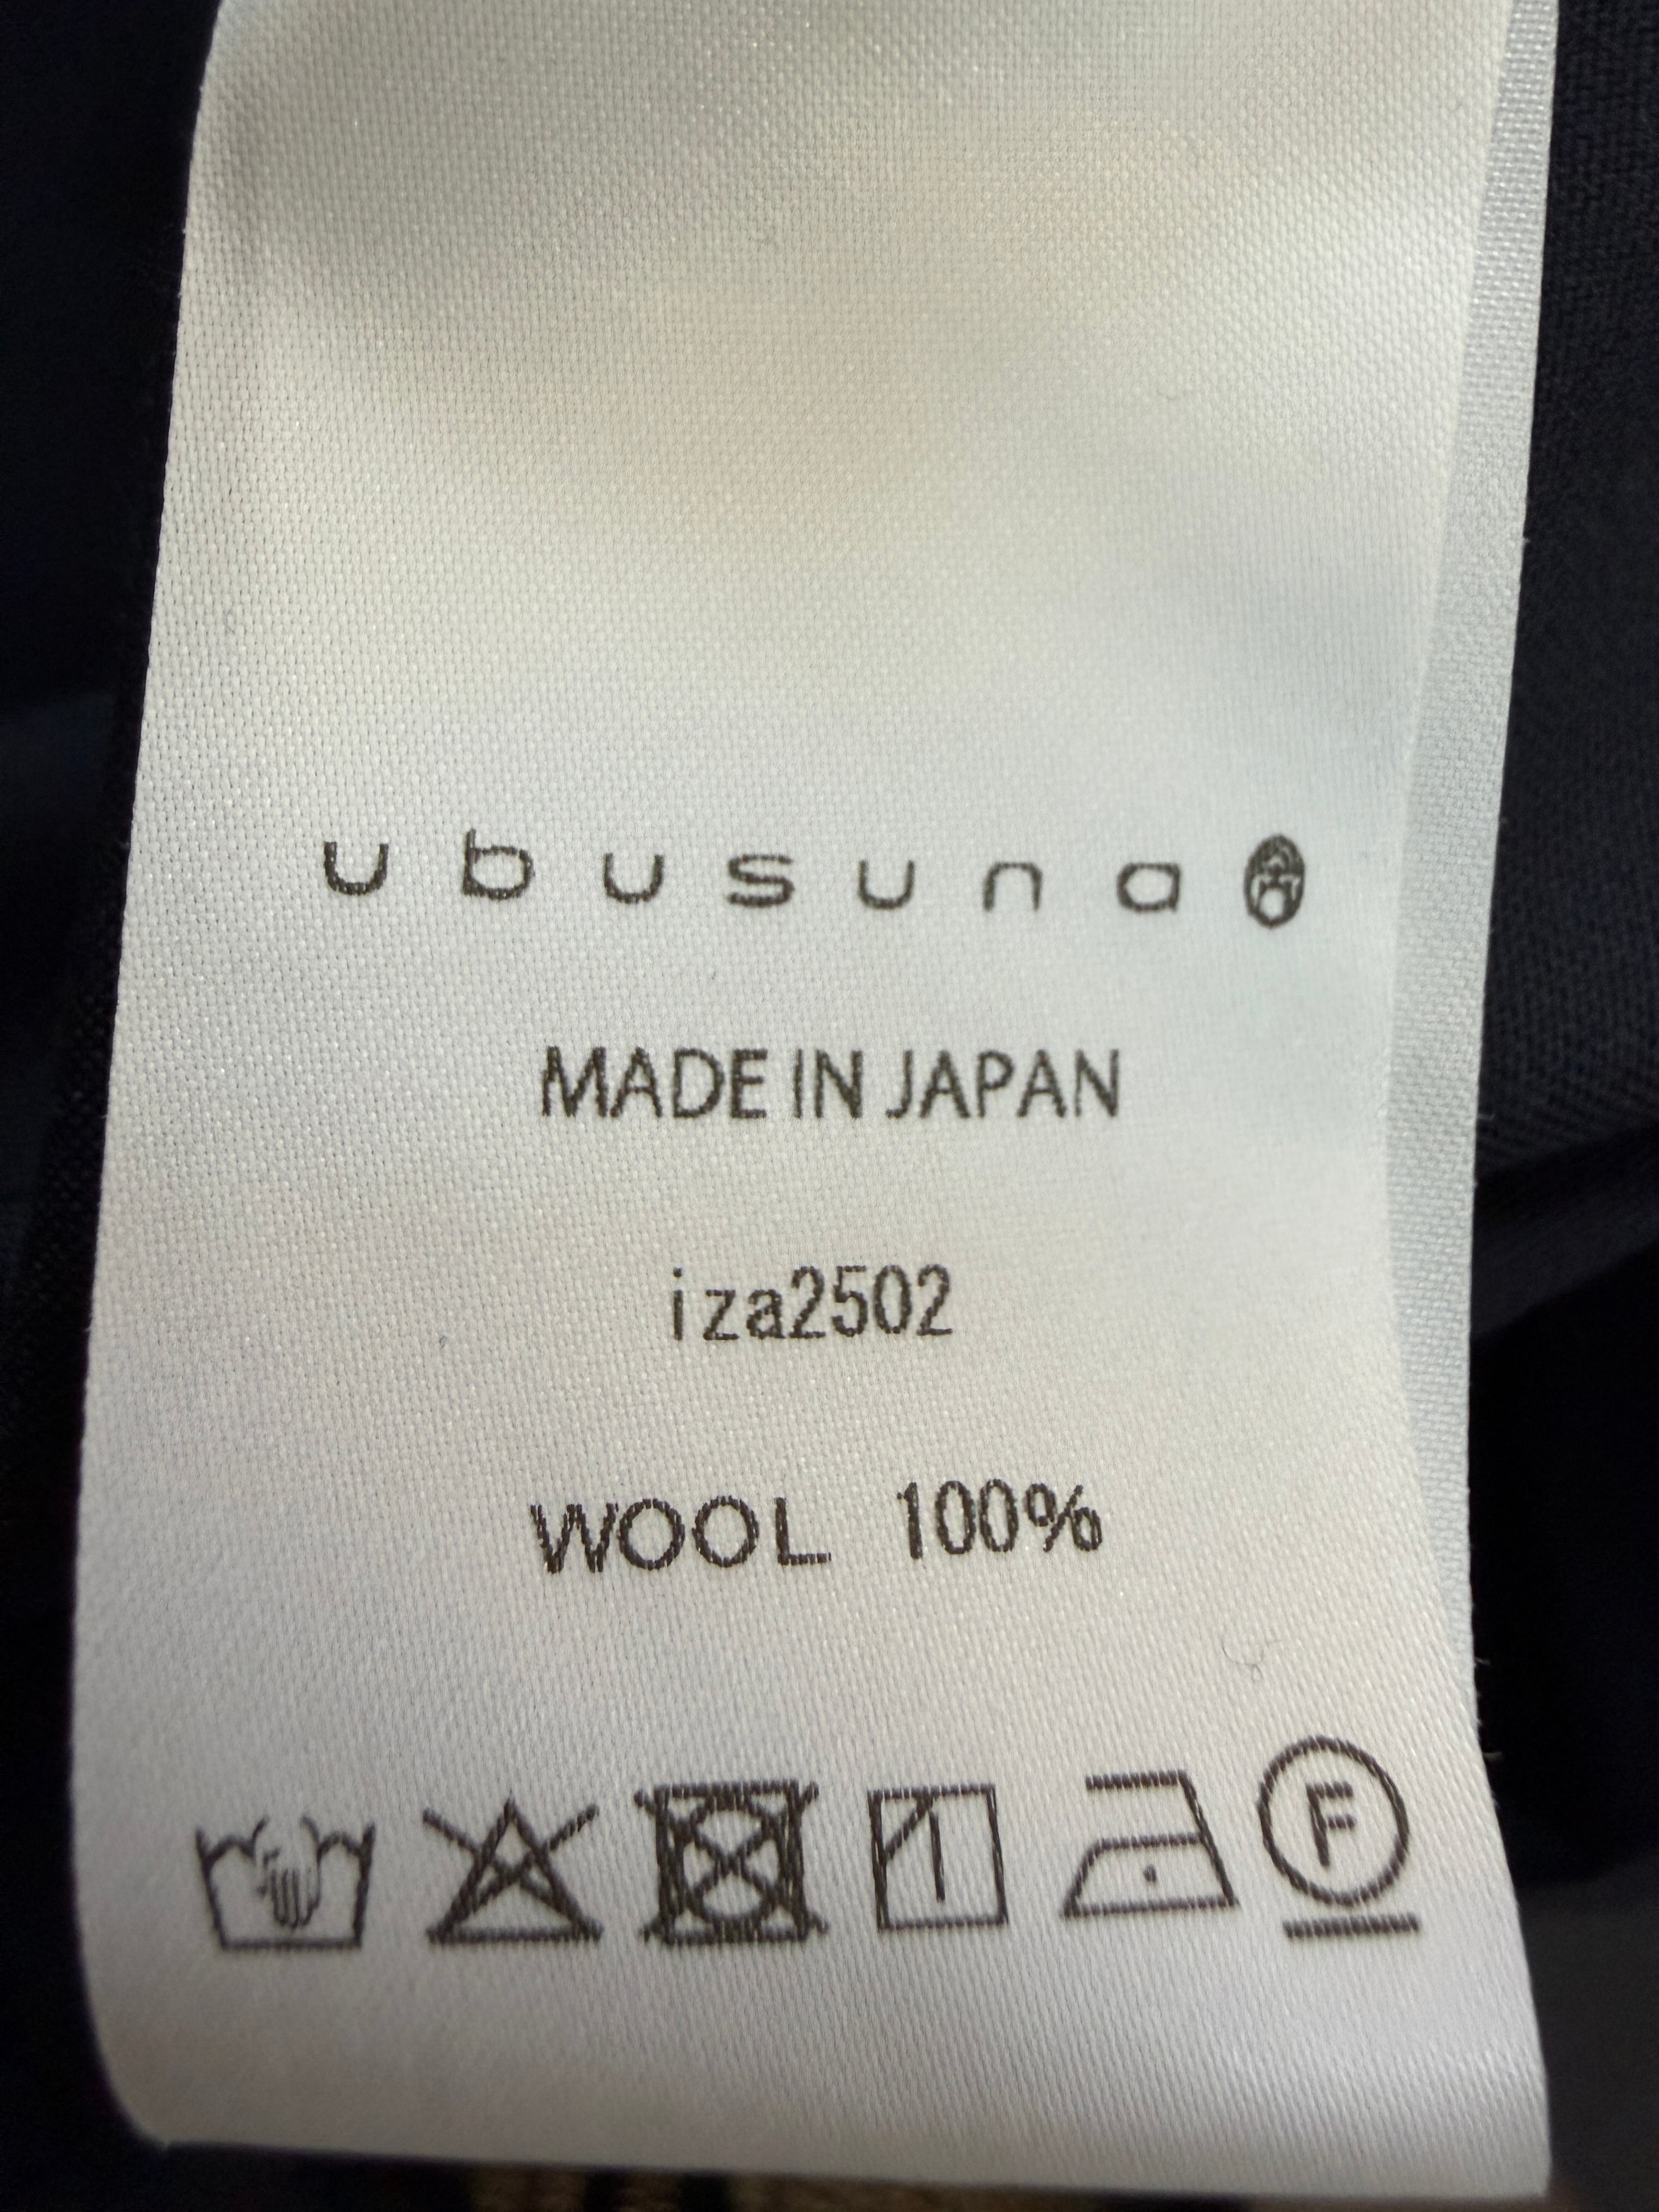 ubusuna
MADE IN JAPAN
iza2502
WOOL 100%
F